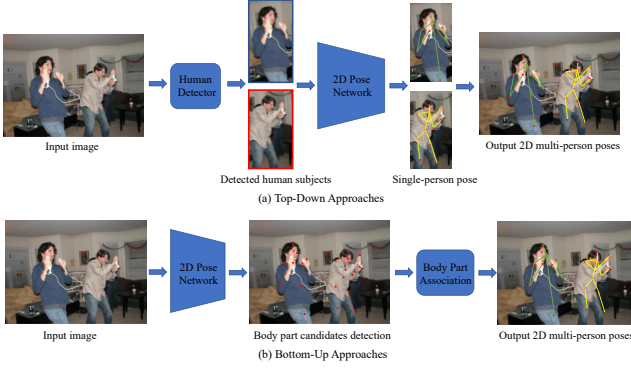 Human
Detector
2D Pose
Network
Input image
Output 2D multi-person poses
Detected human subjects
Single-person pose
(a) Top-Down Approaches
2D Pose
Network
Body Part
Association
Input image
Body part candidates detection
Output 2D multi-person poses
(b) Bottom-Up Approaches